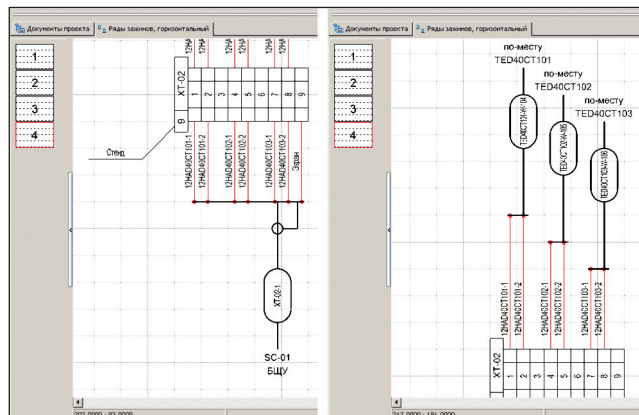 Документы проекта
Ряды зажимов, горизонтальный
1
2
3
4
XT-02
9
1
2
3
4
5
6
7
8
9
Стенд
12HAD40CT101-1
12HAD40CT101-2
12HAD40CT102-1
12HAD40CT102-2
12HAD40CT103-1
12HAD40CT103-2
Экран
XT-02-1
SC-01
БЩУ
Документы проекта
Ряды зажимов, горизонтальный
1
2
3
4
по-месту
TED40CT101
по-месту
TED40CT102
по-месту
TED40CT103
12HAD40CT101-1
12HAD40CT101-2
12HAD40CT102-1
12HAD40CT102-2
12HAD40CT103-1
12HAD40CT103-2
XT-02
1
2
3
4
5
6
7
8
9